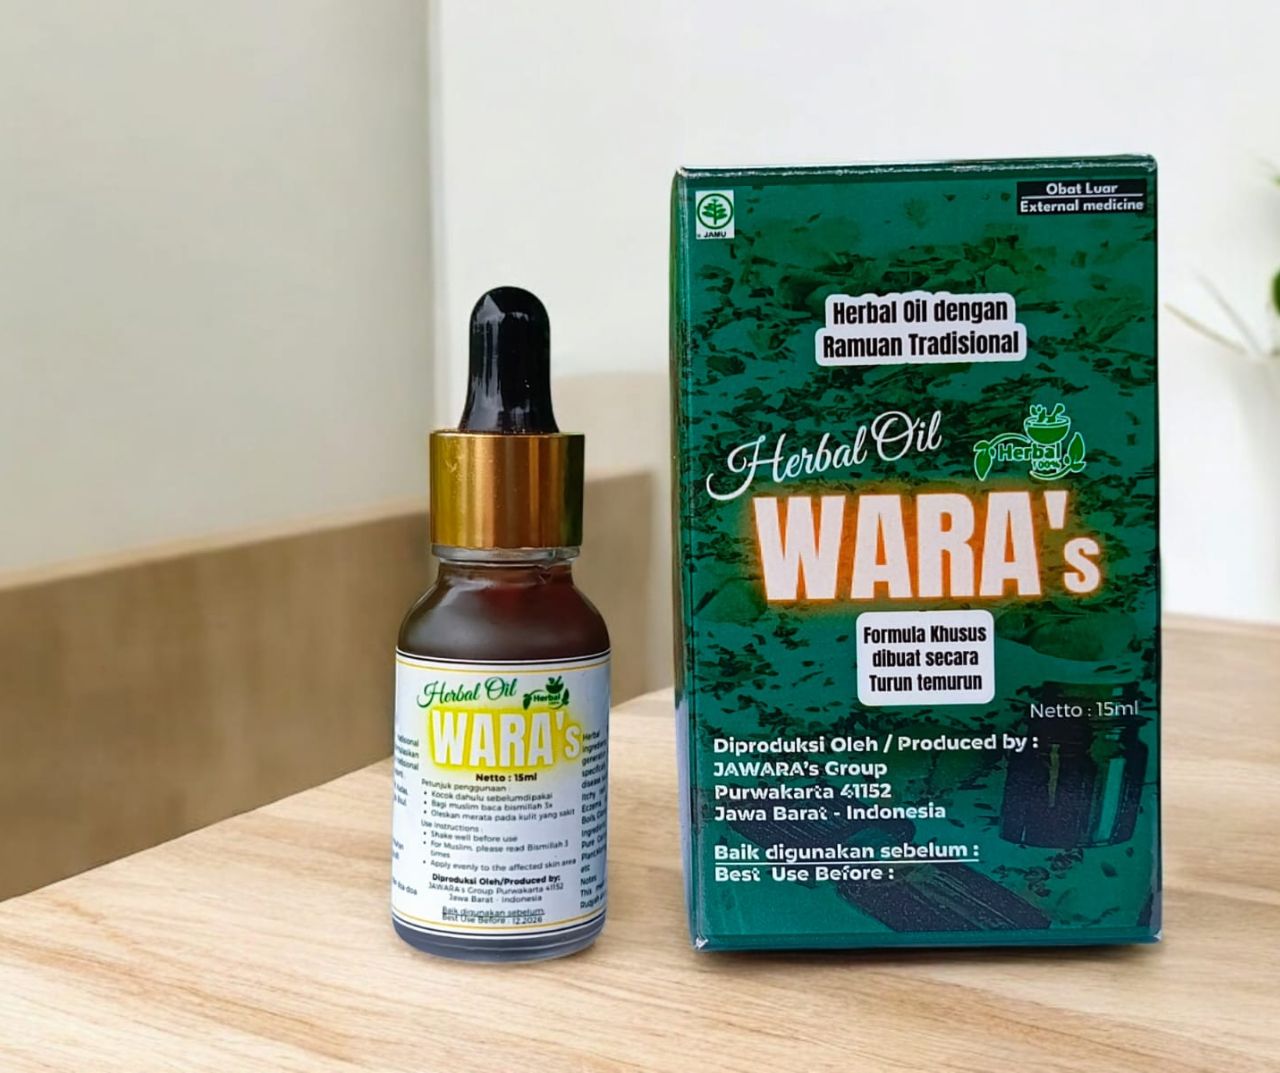 Herbal Oil
Herbal
100%
WARA's
Netto : 15ml
Petunjuk penggunaan :
• Kocok dahulu sebelumdipakai
• Bagi muslim baca bismillah 3x
• Oleskan merata pada kulit yang sakit
Use Instructions :
• Shake well before use
• For Muslim, please read Bismillah 3
times
• Apply evenly to the affected skin area
Diproduksi Oleh/Produced by:
JAWARA's Group Purwakarta 41152
Jawa Barat - Indonesia
Baik digunakan sebelum.
Best Use Before : 12.2026
JAMU
Obat Luar
External medicine
Herbal Oil dengan
Ramuan Tradisional
Herbal Oil
Herbal
100%
WARA's
Formula Khusus
dibuat secara
Turun temurun
Netto : 15ml
Diproduksi Oleh / Produced by :
JAWARA's Group
Purwakarta 41152
Jawa Barat - Indonesia
Baik digunakan sebelum :
Best Use Before :